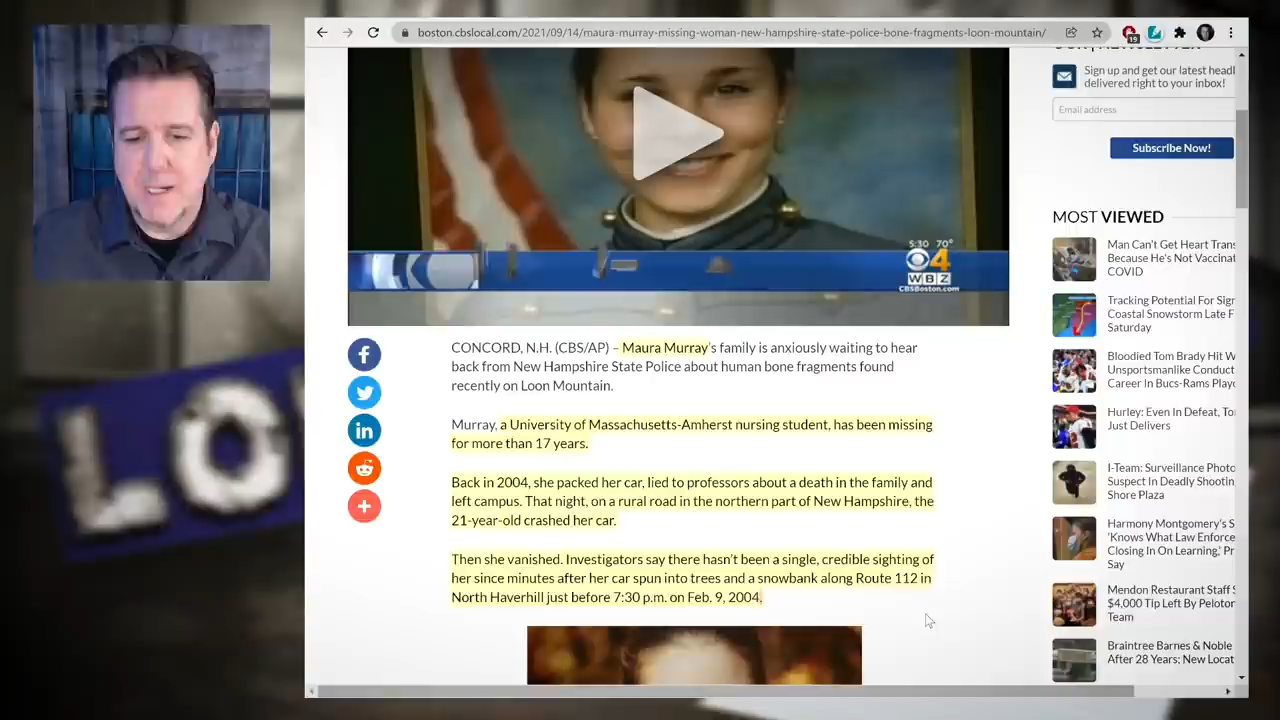 boston.cbslocal.com/2021/09/14/maura-murray-missing-woman-new-hampshire-state-police-bone-fragments-loon-mountain/
19
Sign up and get our latest headl
delivered right to your inbox!
Email address
Subscribe Now!
5:30 70°
4
WBZ
CBSBoston.com
CONCORD, N.H. (CBS/AP) – Maura Murray's family is anxiously waiting to hear
back from New Hampshire State Police about human bone fragments found
recently on Loon Mountain.
Murray, a University of Massachusetts-Amherst nursing student, has been missing
for more than 17 years.
Back in 2004, she packed her car, lied to professors about a death in the family and
left campus. That night, on a rural road in the northern part of New Hampshire, the
21-year-old crashed her car.
Then she vanished. Investigators say there hasn't been a single, credible sighting of
her since minutes after her car spun into trees and a snowbank along Route 112 in
North Haverhill just before 7:30 p.m. on Feb. 9, 2004.
MOST VIEWED
Man Can't Get Heart Trans
Because He's Not Vaccinat
COVID
Tracking Potential For Sigr
Coastal Snowstorm Late F
Saturday
Bloodied Tom Brady Hit W
Unsportsmanlike Conduct
Career In Bucs-Rams Playo
Hurley: Even In Defeat, To
Just Delivers
I-Team: Surveillance Photo
Suspect In Deadly Shootin
Shore Plaza
Harmony Montgomery's S
'Knows What Law Enforce
Closing In On Learning,' Pr
Say
Mendon Restaurant Staff S
$4,000 Tip Left By Peloton
Team
Braintree Barnes & Noble
After 28 Years; New Locat
LO